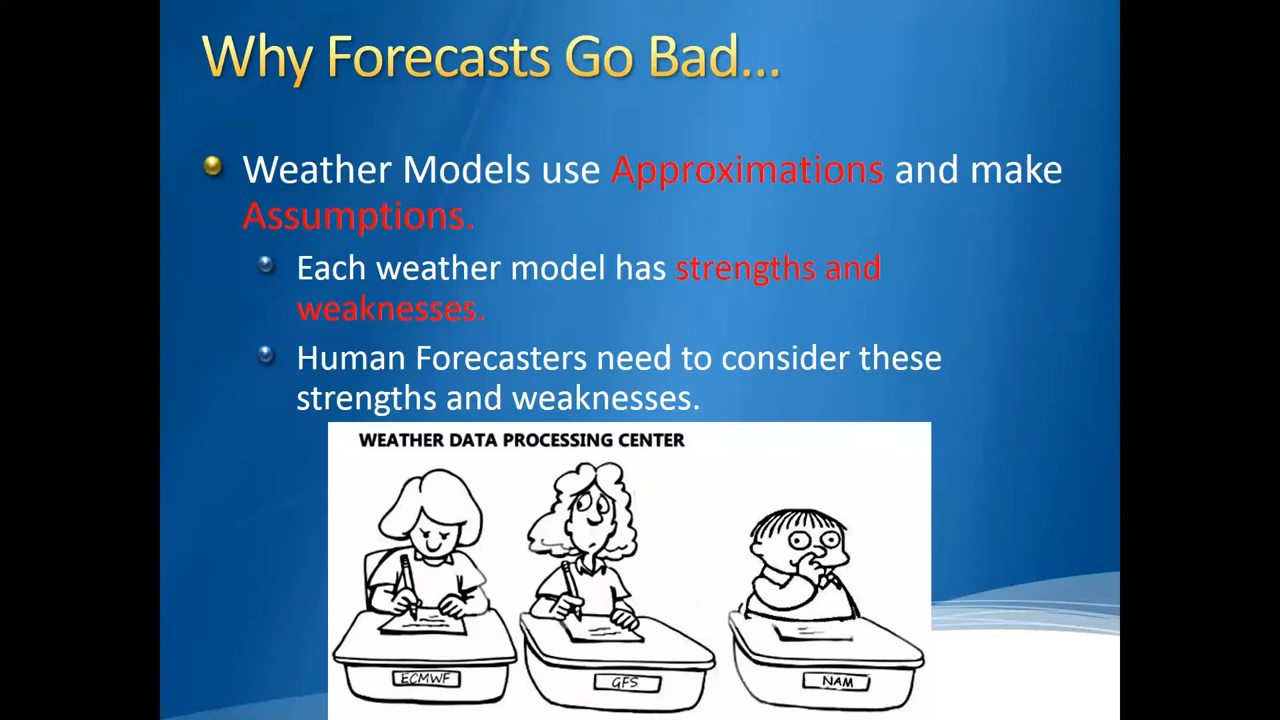 Why Forecasts Go Bad...
Weather Models use Approximations and make
Assumptions.
Each weather model has strengths and
weaknesses.
Human Forecasters need to consider these
strengths and weaknesses.
WEATHER DATA PROCESSING CENTER
ECMWF
GFS
NAM